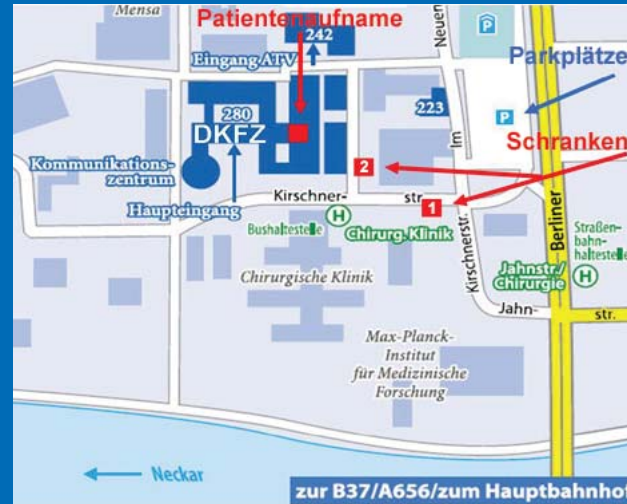 Mensa
Patientenaufname
242
Neuen
P
Eingang ATV
Parkplätze
280
223
P
DKFZ
Im
Schranken
Kommunikations-
zentrum
2
Haupteingang
Kirschner-
str.
1
H
Bushaltestelle
Chirurg.Klinik
Kirschnerstr.
Berliner
Straßen-
bahn-
haltestelle
Jahnstr./
Chirurgie
H
Chirurgische Klinik
Jahn-
str.
Max-Planck-
Institut
für Medizinische
Forschung
Neckar
zur B37/A656/zum Hauptbahnhof